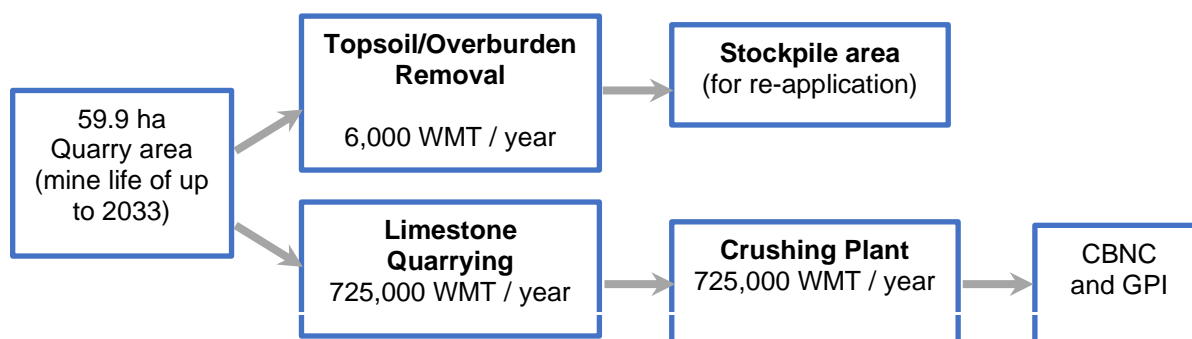 59.9 ha
Quarry area
(mine life of up
to 2033)
Topsoil/Overburden
Removal
6,000 WMT / year
Stockpile area
(for re-application)
Limestone
Quarrying
725,000 WMT / year
Crushing Plant
725,000 WMT / year
CBNC
and GPI